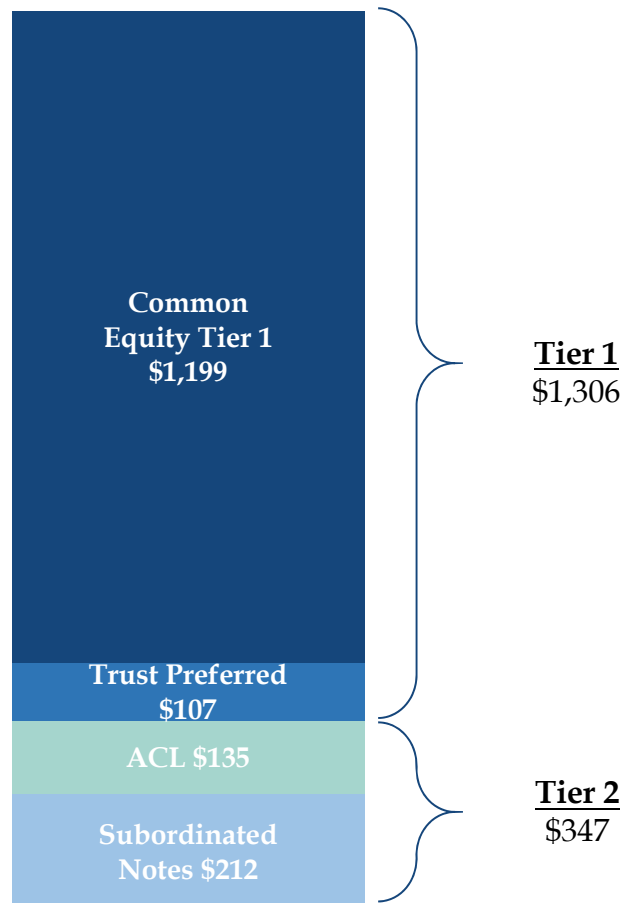 Common
Equity Tier 1
$1,199
Tier 1
$1,306
Trust Preferred
$107
ACL $135
Subordinated
Notes $212
Tier 2
$347